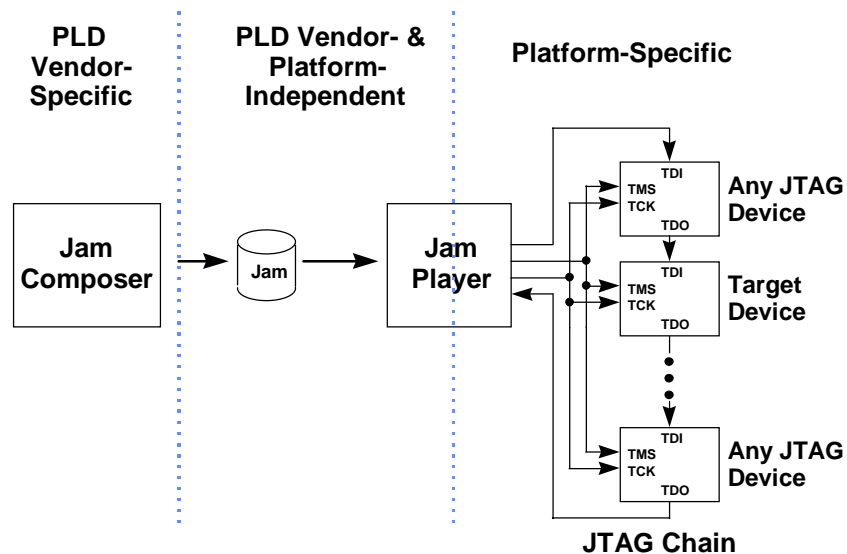 PLD
Vendor-
Specific
PLD Vendor- &
Platform-
Independent
Platform-Specific
Jam
Composer
Jam
Jam
Player
TDI
TMS
TCK
TDO
Any JTAG
Device
TDI
TMS
TCK
TDO
Target
Device
TDI
TMS
TCK
TDO
Any JTAG
Device
JTAG Chain